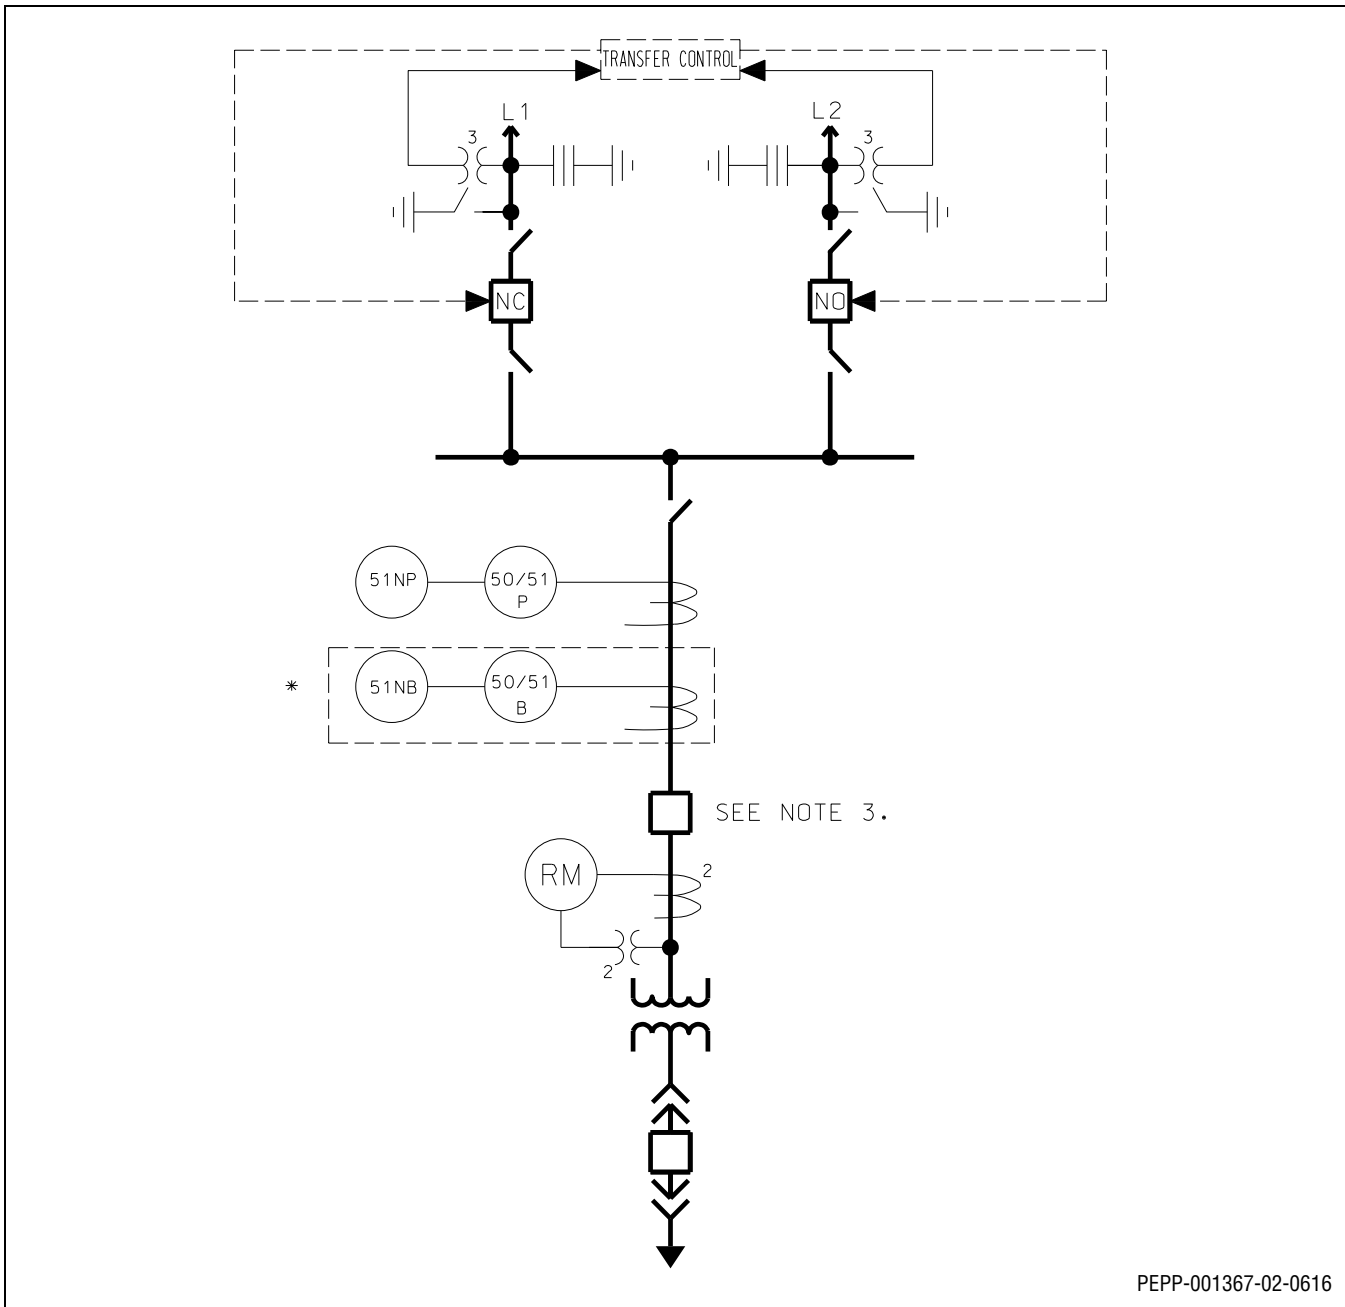 TRANSFER CONTROL
L1
L2
3
3
NC
NO
51NP
50/51
P
*
51NB
50/51
B
SEE NOTE 3.
RM
2
2
PEPP-001367-02-0616